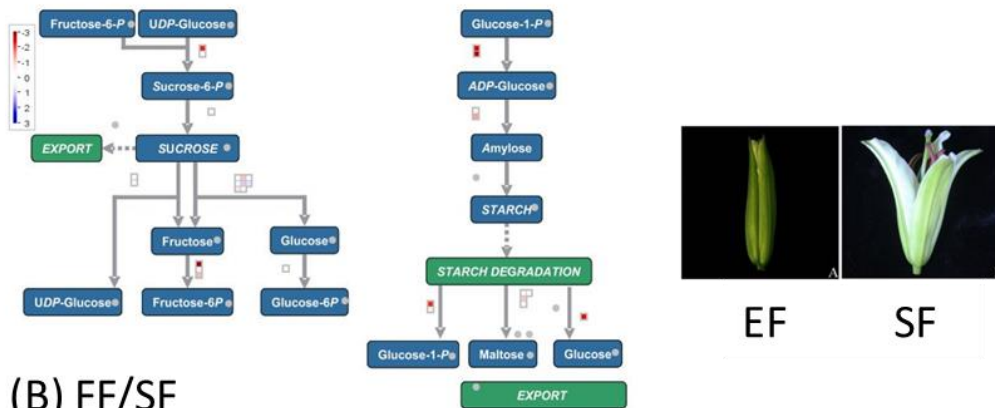 Fructose-6-P
UDP-Glucose
-3
-2
-1
0
1
2
3
Sucrose-6-P
EXPORT
SUCROSE
Fructose
Glucose
UDP-Glucose
Fructose-6P
Glucose-6P
Glucose-1-P
ADP-Glucose
Amylose
STARCH
STARCH DEGRADATION
Glucose-1-P
Maltose
Glucose
EXPORT
A
EF
SF
(B) EF/SF